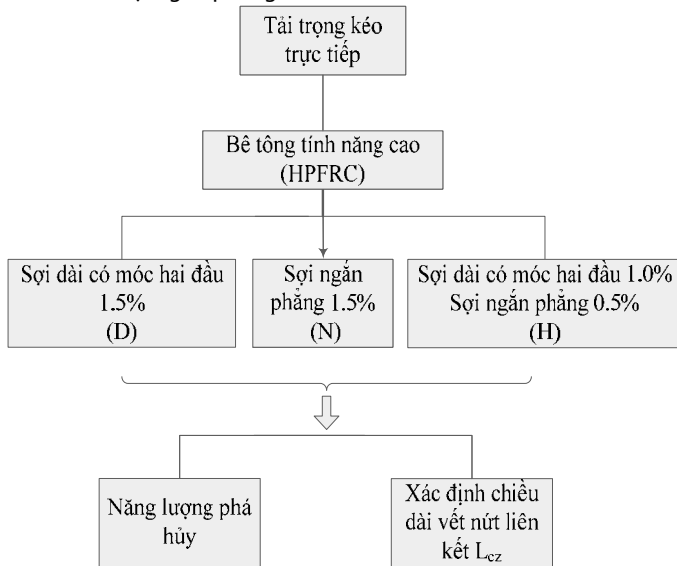 Tải trọng kéo
trực tiếp
Bê tông tính năng cao
(HPFRC)
Sợi dài có móc hai đầu
1.5%
(D)
Sợi ngắn
phẳng 1.5%
(N)
Sợi dài có móc hai đầu 1.0%
Sợi ngắn phẳng 0.5%
(H)
Năng lượng phá
hủy
Xác định chiều
dài vết nứt liên
kết Lcz